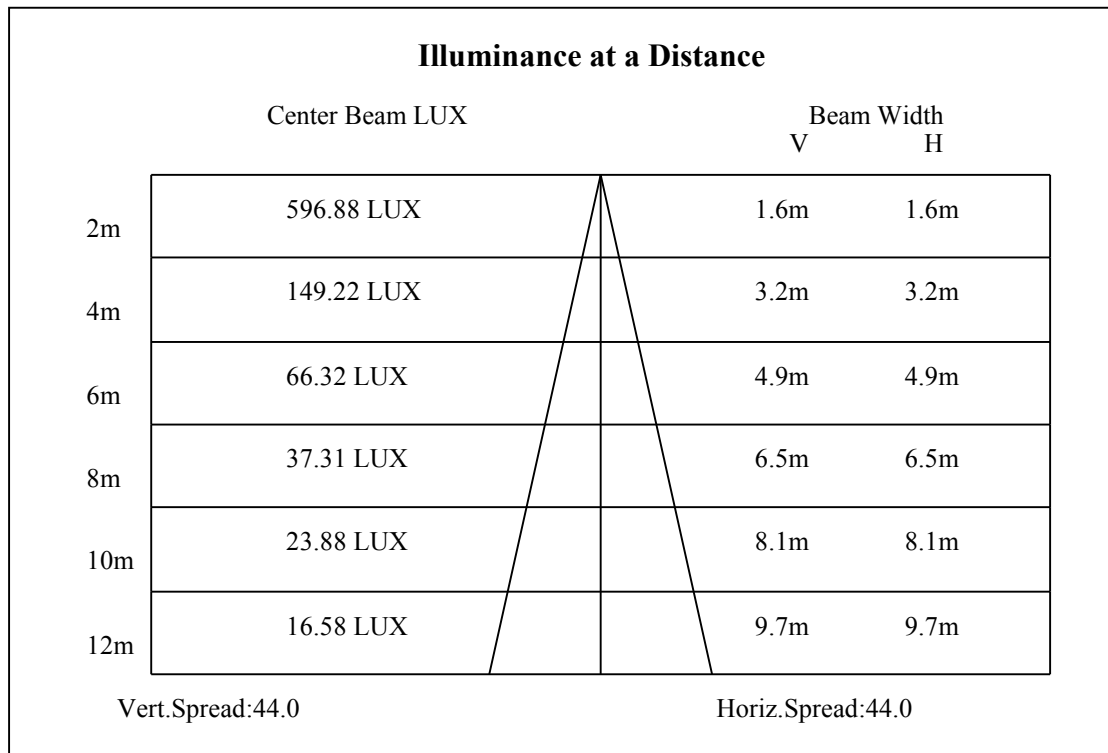 Illuminance at a Distance
Center Beam LUX Beam Width
V H
2m 596.88 LUX 1.6m 1.6m
4m 149.22 LUX 3.2m 3.2m
6m 66.32 LUX 4.9m 4.9m
8m 37.31 LUX 6.5m 6.5m
10m 23.88 LUX 8.1m 8.1m
12m 16.58 LUX 9.7m 9.7m
Vert.Spread:44.0 Horiz.Spread:44.0